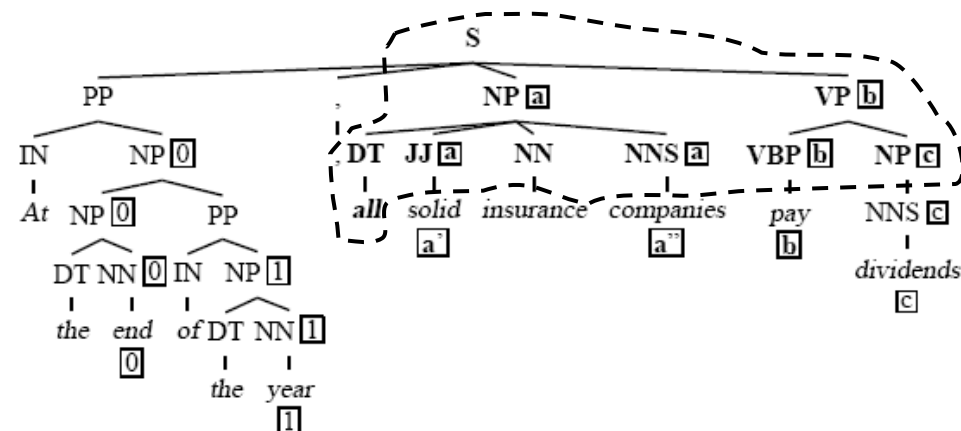 S
PP , NP a VP b
IN NP 0 , DT JJ a NN NNS a VBP b NP c
At NP 0 PP all solid insurance companies pay NNS c
a' a" b
DT NN 0 IN NP 1 dividends
c
the end of DT NN 1
0
the year
1